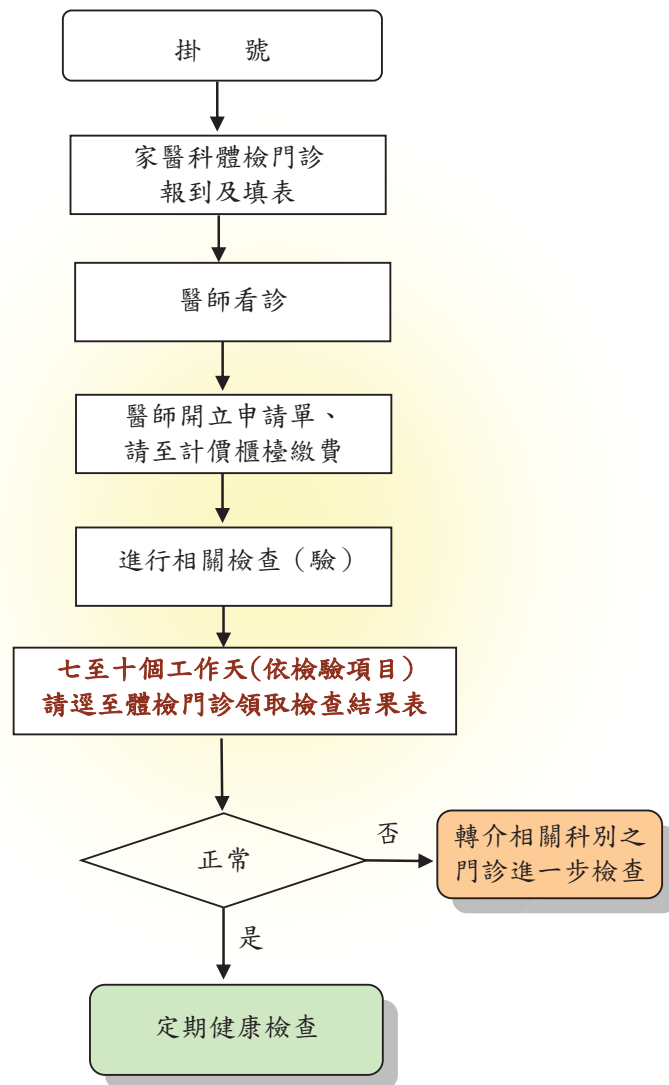 掛　號
家醫科體檢門診
報到及填表
醫師看診
醫師開立申請單、
請至計價櫃檯繳費
進行相關檢查（驗）
七至十個工作天(依檢驗項目)
請逕至體檢門診領取檢查結果表
正常
否
轉介相關科別之
門診進一步檢查
是
定期健康檢查